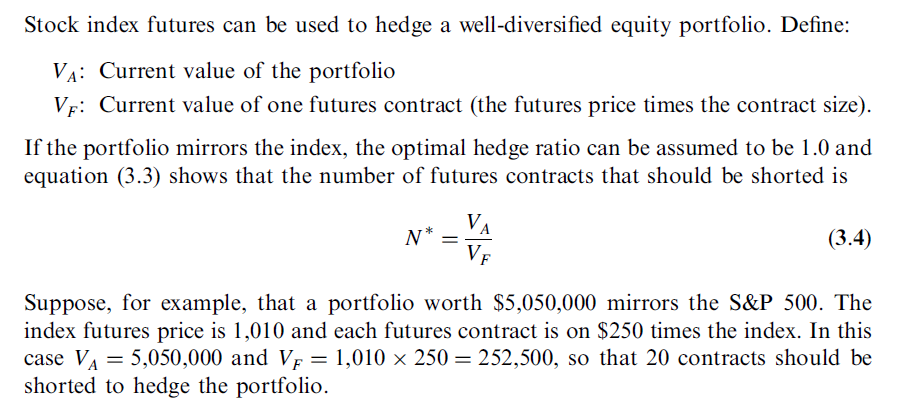 Stock index futures can be used to hedge a well-diversified equity portfolio. Define:
V_A: Current value of the portfolio
V_F: Current value of one futures contract (the futures price times the contract size).
If the portfolio mirrors the index, the optimal hedge ratio can be assumed to be 1.0 and
equation (3.3) shows that the number of futures contracts that should be shorted is
N* = V_A / V_F (3.4)
Suppose, for example, that a portfolio worth $5,050,000 mirrors the S&P 500. The
index futures price is 1,010 and each futures contract is on $250 times the index. In this
case V_A = 5,050,000 and V_F = 1,010 × 250 = 252,500, so that 20 contracts should be
shorted to hedge the portfolio.